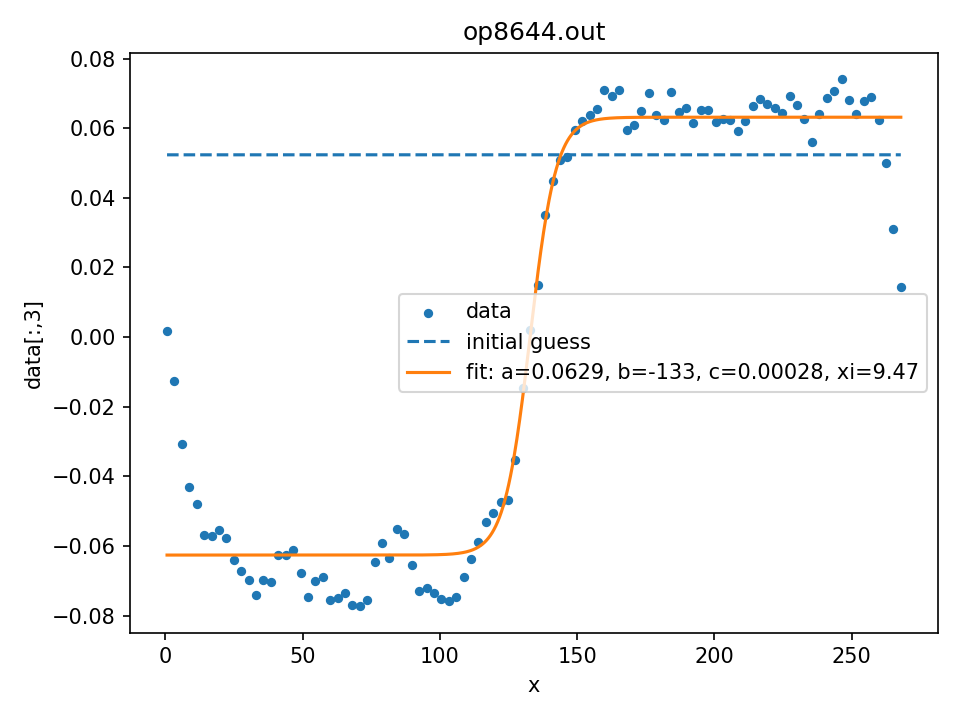 op8644.out
0.08
0.06
0.04
0.02
0.00
−0.02
−0.04
−0.06
−0.08
data[:,3]
data
initial guess
fit: a=0.0629, b=-133, c=0.00028, xi=9.47
0 50 100 150 200 250
x